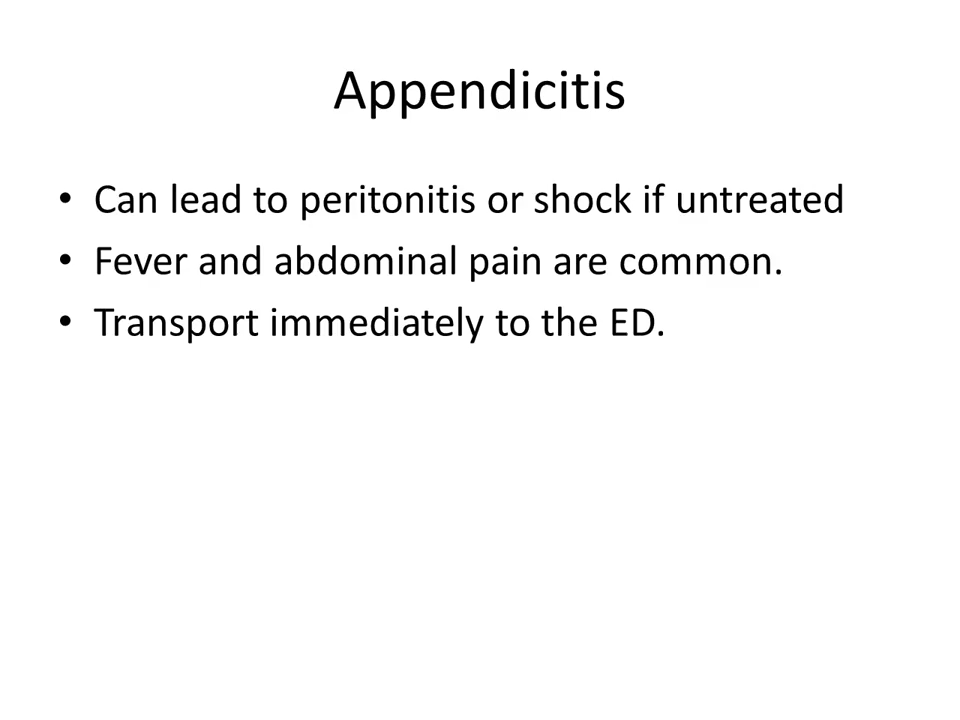 Appendicitis
• Can lead to peritonitis or shock if untreated
• Fever and abdominal pain are common.
• Transport immediately to the ED.